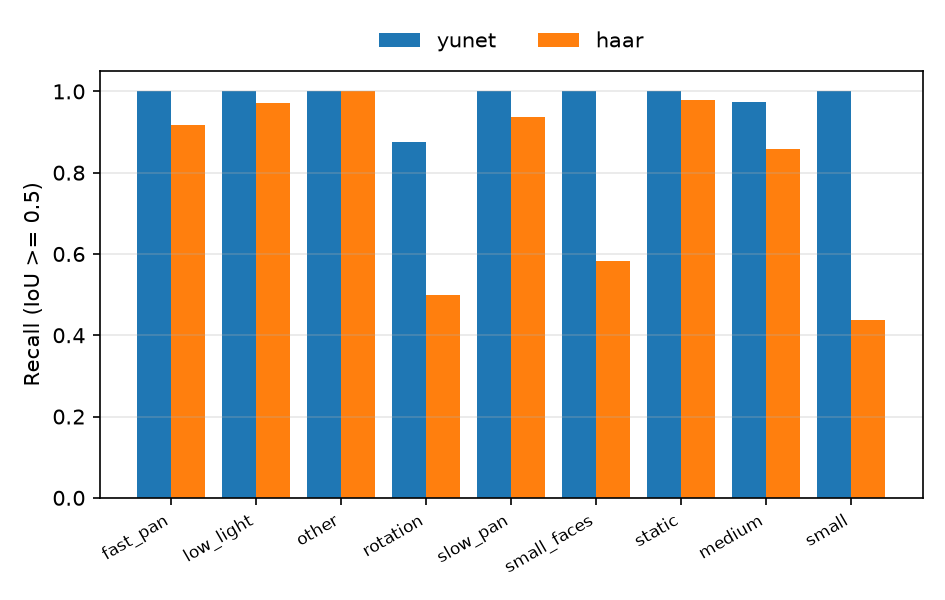 yunet haar
Recall (IoU >= 0.5)
1.0
0.8
0.6
0.4
0.2
0.0
fast_pan low_light other rotation slow_pan small_faces static medium small